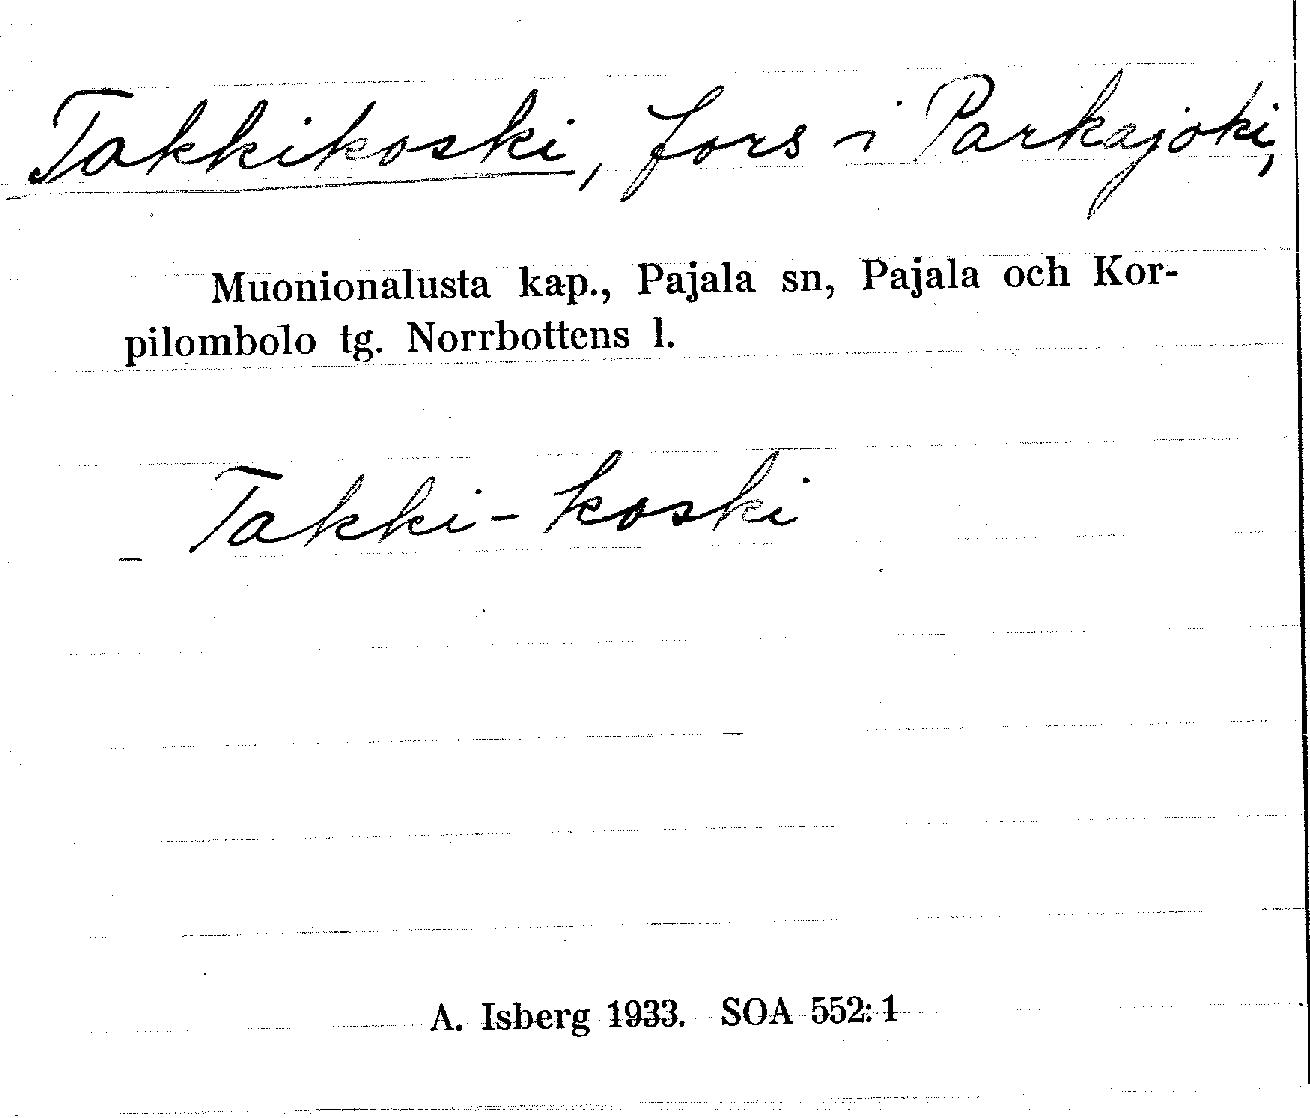 Takkikoski, fors i Parkajoki,
Muonionalusta kap., Pajala sn, Pajala och Kor-
pilombolo tg. Norrbottens l.
Takki-koski
A. Isberg 1933. SOA 552:1